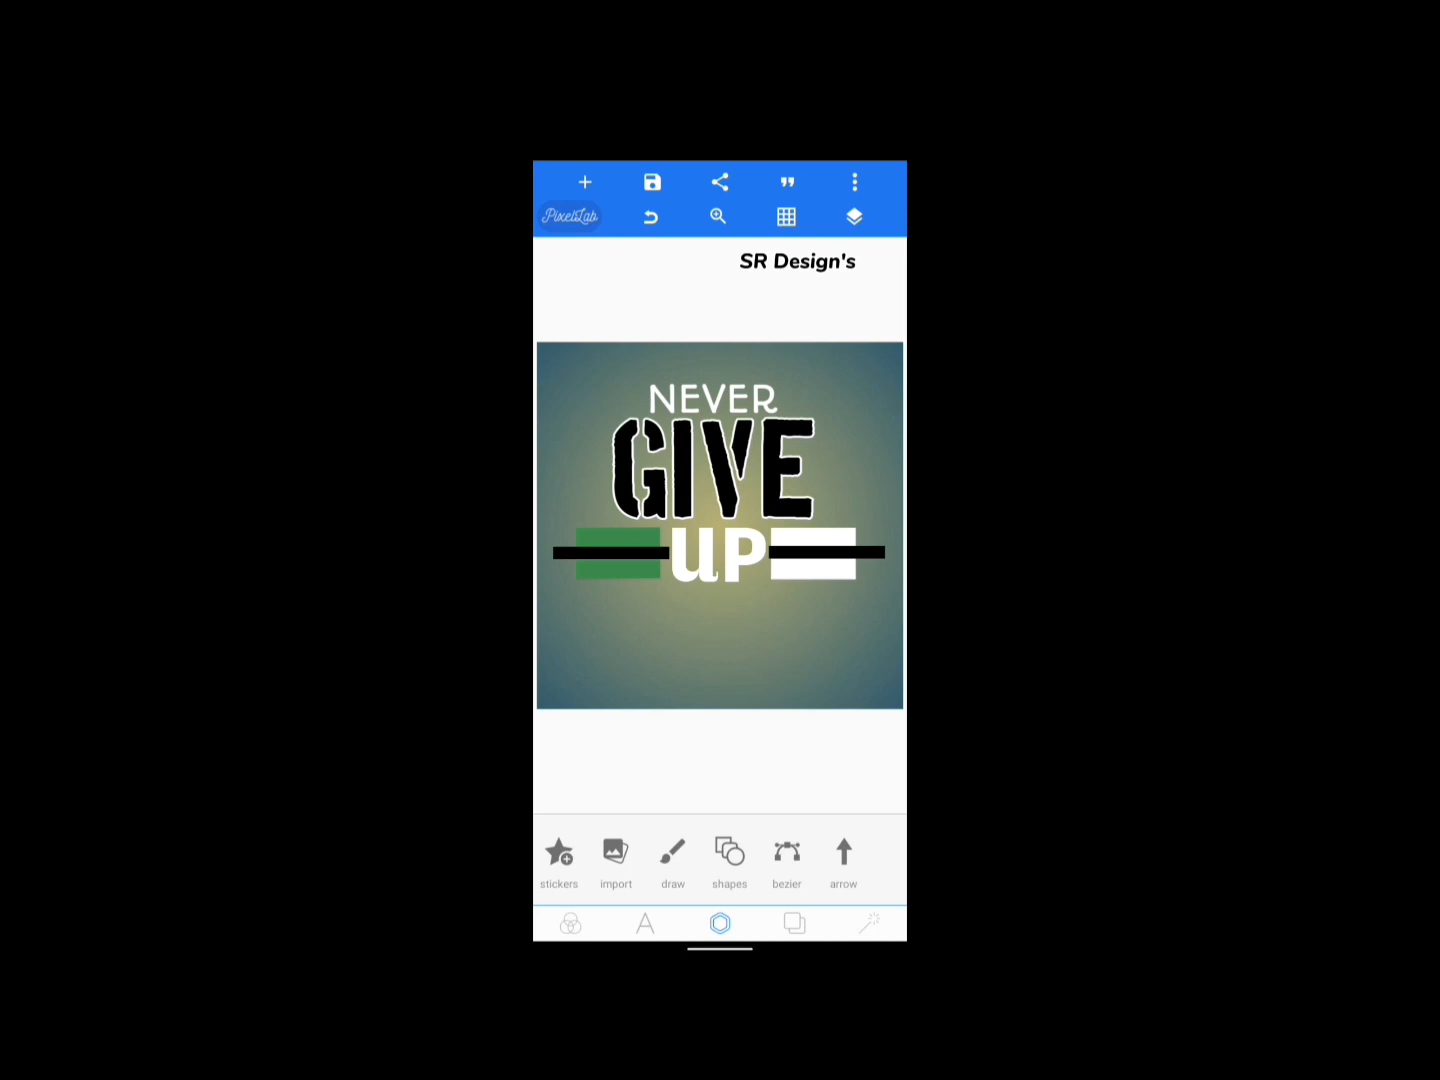 PixelLab
SR Design's
NEVER
GIVE
uP
stickers import draw shapes bezier arrow